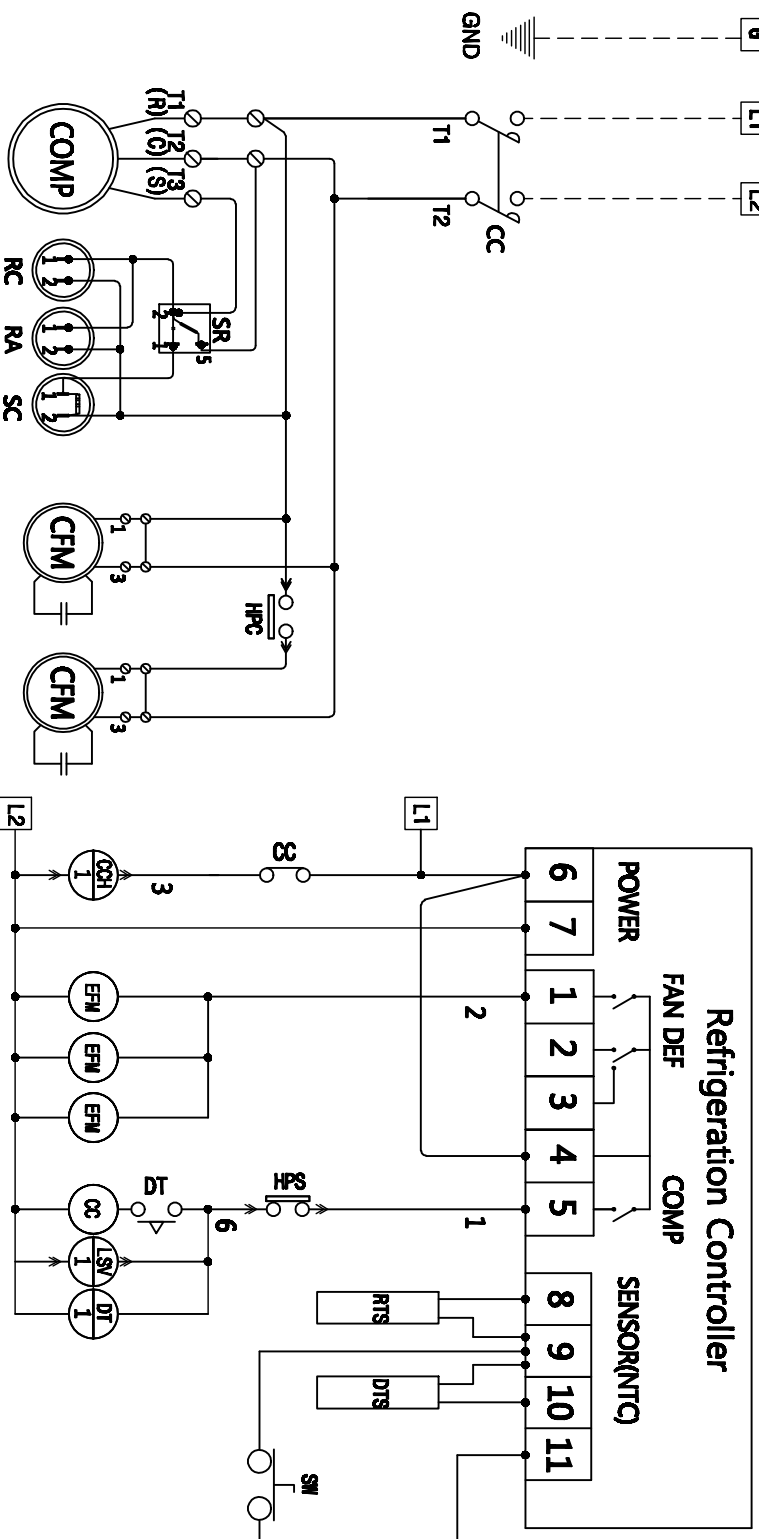 GND
L1
L2
T1
T2
CC
T1
(R)
T2
(C)
T3
(S)
COMP
SR
2
1
5
1 2
RC
1 2
RA
1 2
SC
CFM
1
3
HPC
CFM
1
3
Refrigeration Controller
POWER
FAN DEF
COMP
SENSOR(NTC)
6
7
1
2
3
4
5
8
9
10
11
L1
L2
CC
3
CCH
1
2
EFM
EFM
EFM
1
HPS
6
DT
CC
LSV
1
DT
1
RTS
DTS
SW